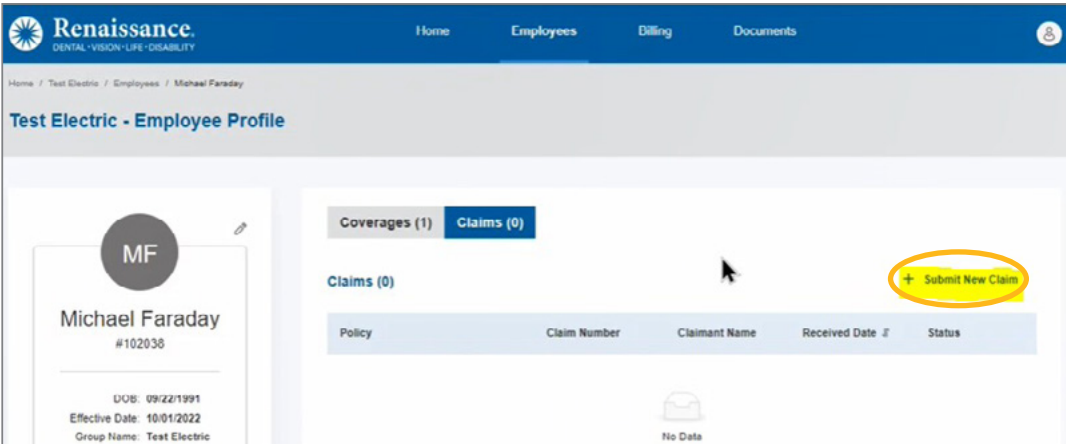 Renaissance.
DENTAL•VISION•LIFE•DISABILITY
Home Employees Billing Documents
Home / Test Electric / Employees / Michael Faraday
Test Electric - Employee Profile
Coverages (1) Claims (0)
MF
Claims (0)
+ Submit New Claim
Michael Faraday
#102038
Policy Claim Number Claimant Name Received Date Status
DOB: 09/22/1991
Effective Date: 10/01/2022
Group Name: Test Electric
No Data